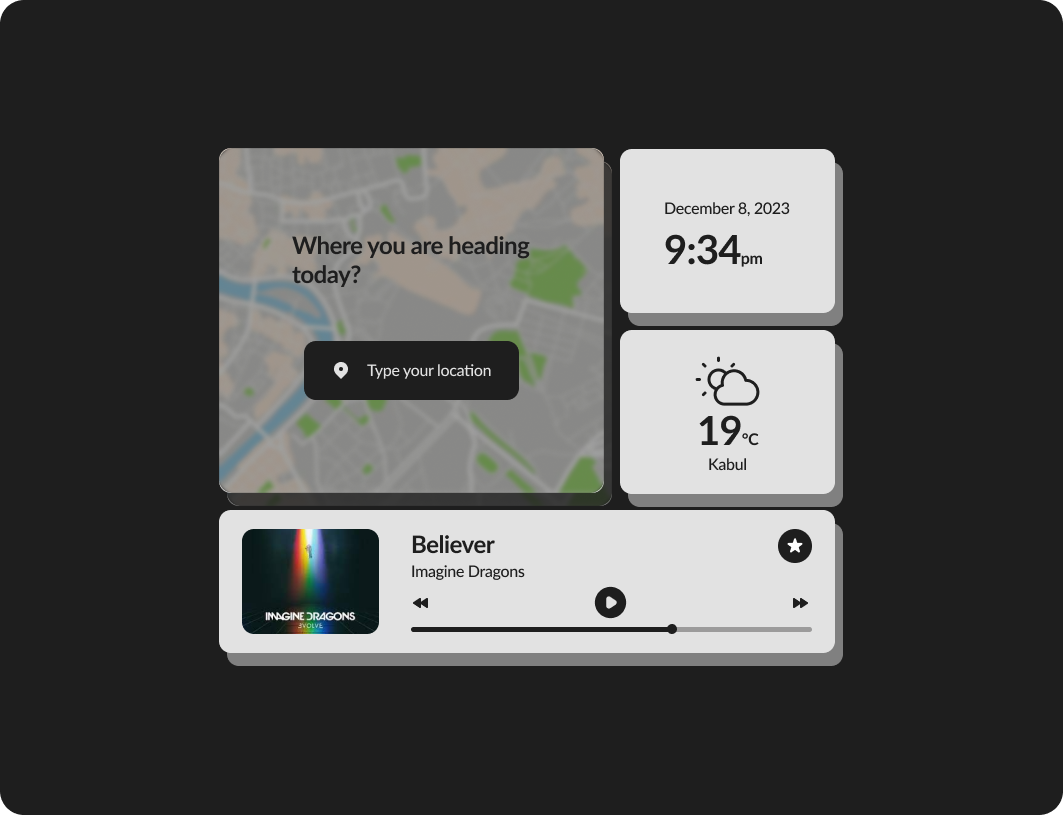 Where you are heading
today?
Type your location
December 8, 2023
9:34pm
19°C
Kabul
Believer
Imagine Dragons
IMAGINE DRAGONS
ƎVOLVE